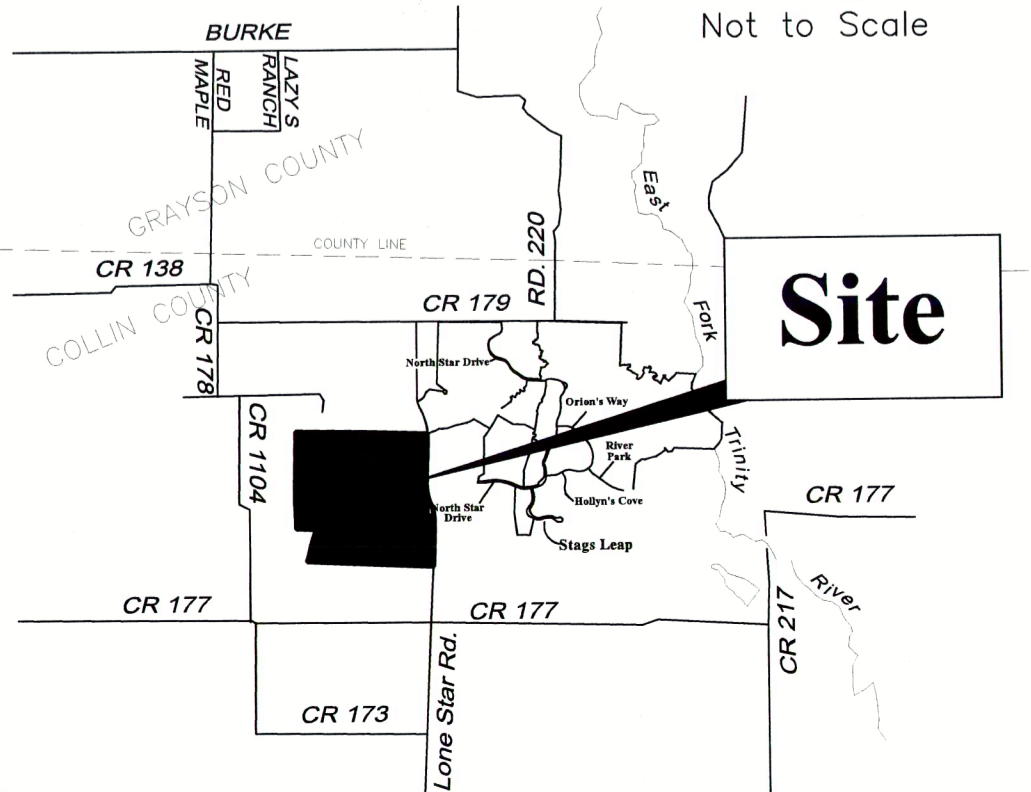 Not to Scale
BURKE
RED
MAPLE
LAZY S
RANCH
GRAYSON COUNTY
East
RD. 220
COUNTY LINE
CR 138
COLLIN COUNTY
CR 179
Fork
Site
CR 178
North Star Drive
Orion's Way
CR 1104
River
Park
Trinity
North Star
Drive
Hollyn's Cove
CR 177
Stags Leap
River
CR 177
CR 177
CR 217
Lone Star Rd.
CR 173